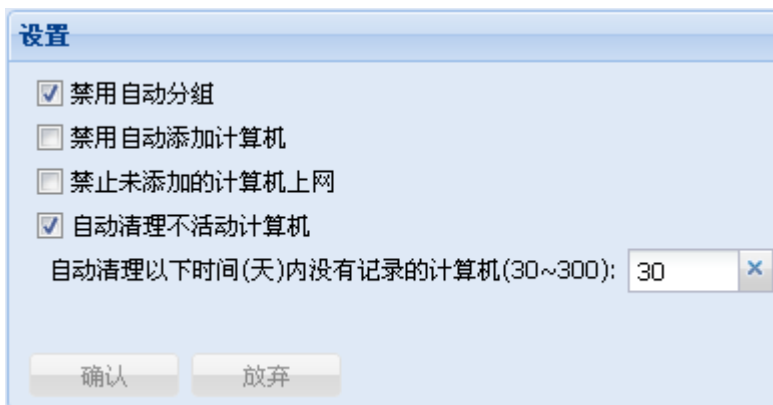 设置
禁用自动分组
禁用自动添加计算机
禁止未添加的计算机上网
自动清理不活动计算机
自动清理以下时间(天)内没有记录的计算机(30~300): 30
确认 放弃